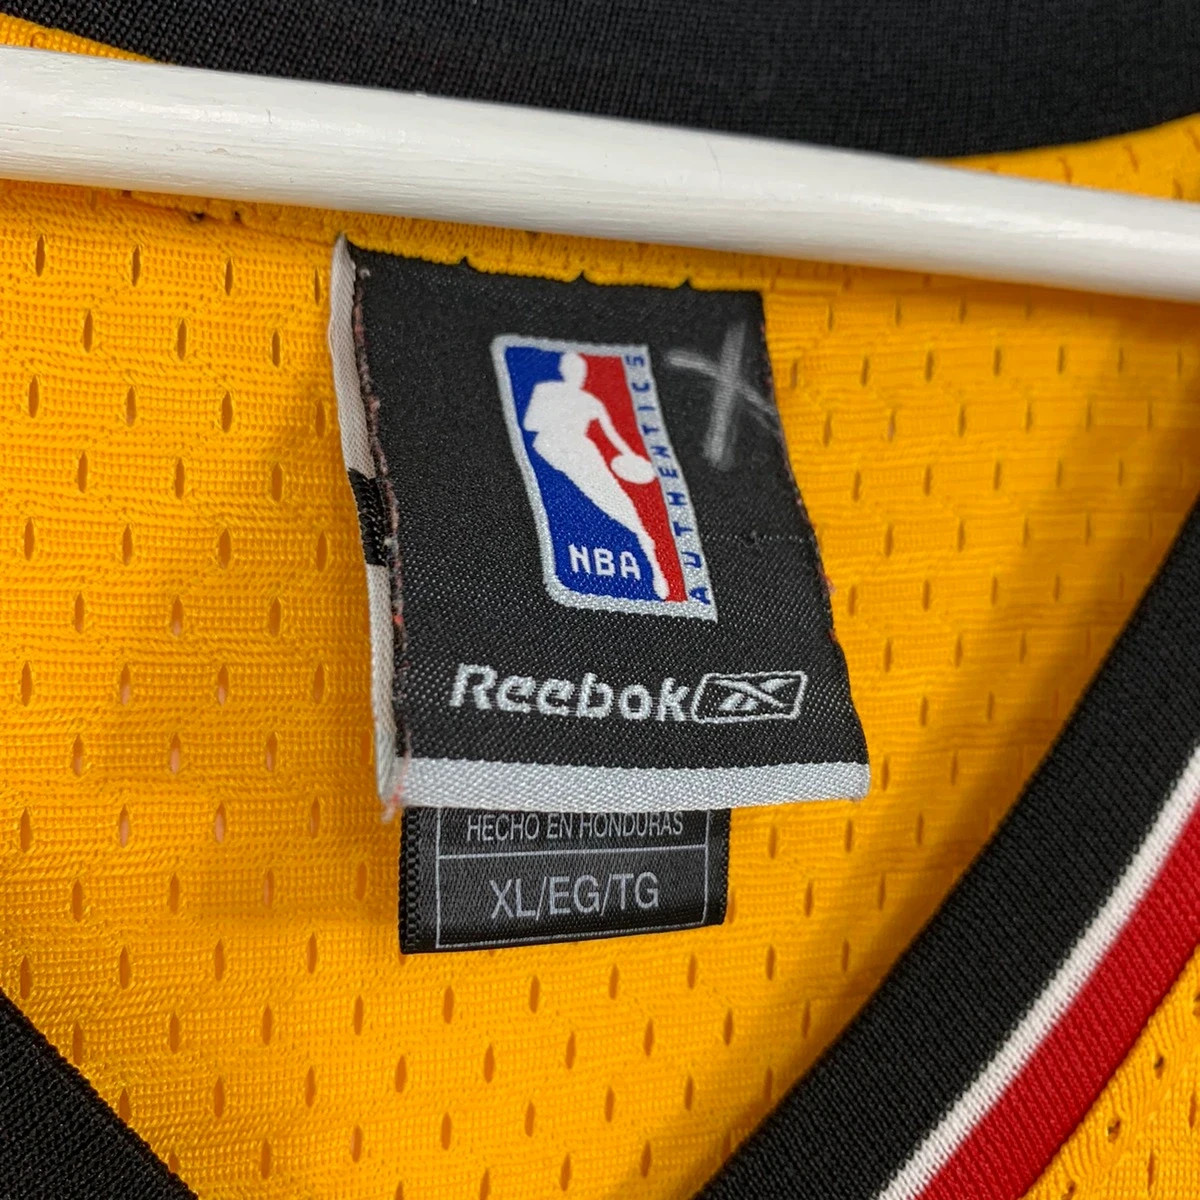 NBA
AUTHENTICS
Reebok
HECHO EN HONDURAS
XL/EG/TG